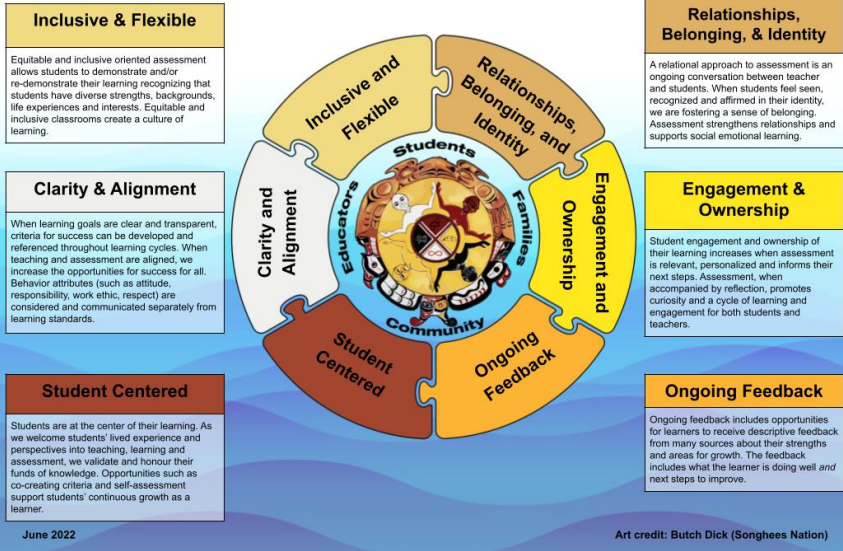 Inclusive & Flexible
Equitable and inclusive oriented assessment
allows students to demonstrate and/or
re-demonstrate their learning recognizing that
students have diverse strengths, backgrounds,
life experiences and interests. Equitable and
inclusive classrooms create a culture of
learning.
Clarity & Alignment
When learning goals are clear and transparent,
criteria for success can be developed and
referenced throughout learning cycles. When
teaching and assessment are aligned, we
increase the opportunities for success for all.
Behavior attributes (such as attitude,
responsibility, work ethic, respect) are
considered and communicated separately from
learning standards.
Student Centered
Students are at the center of their learning. As
we welcome students' lived experience and
perspectives into teaching, learning and
assessment, we validate and honour their
funds of knowledge. Opportunities such as
co-creating criteria and self-assessment
support students' continuous growth as a
learner.
June 2022
Inclusive and
Flexible
Relationships,
Belonging, and
Identity
Engagement and
Ownership
Ongoing
Feedback
Student
Centered
Clarity and
Alignment
Students
Families
Community
Educators
Relationships,
Belonging, & Identity
A relational approach to assessment is an
ongoing conversation between teacher
and students. When students feel seen,
recognized and affirmed in their identity,
we are fostering a sense of belonging.
Assessment strengthens relationships and
supports social emotional learning.
Engagement &
Ownership
Student engagement and ownership of
their learning increases when assessment
is relevant, personalized and informs their
next steps. Assessment, when
accompanied by reflection, promotes
curiosity and a cycle of learning and
engagement for both students and
teachers.
Ongoing Feedback
Ongoing feedback includes opportunities
for learners to receive descriptive feedback
from many sources about their strengths
and areas for growth. The feedback
includes what the learner is doing well and
next steps to improve.
Art credit: Butch Dick (Songhees Nation)